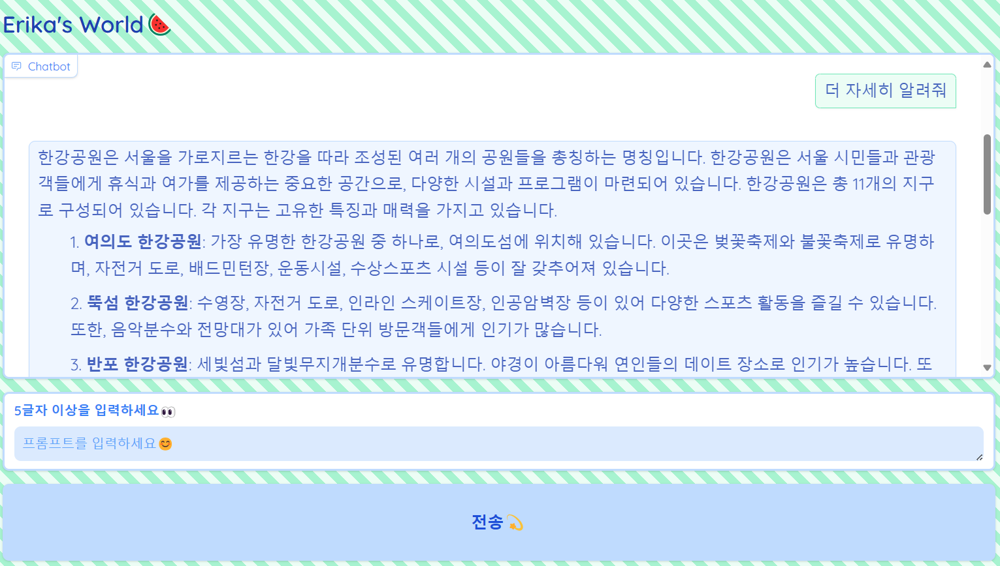 Erika's World🍉
Chatbot
더 자세히 알려줘
한강공원은 서울을 가로지르는 한강을 따라 조성된 여러 개의 공원들을 총칭하는 명칭입니다. 한강공원은 서울 시민들과 관광
객들에게 휴식과 여가를 제공하는 중요한 공간으로, 다양한 시설과 프로그램이 마련되어 있습니다. 한강공원은 총 11개의 지구
로 구성되어 있습니다. 각 지구는 고유한 특징과 매력을 가지고 있습니다.
1. 여의도 한강공원: 가장 유명한 한강공원 중 하나로, 여의도섬에 위치해 있습니다. 이곳은 벚꽃축제와 불꽃축제로 유명하
며, 자전거 도로, 배드민턴장, 운동시설, 수상스포츠 시설 등이 잘 갖추어져 있습니다.
2. 뚝섬 한강공원: 수영장, 자전거 도로, 인라인 스케이트장, 인공암벽장 등이 있어 다양한 스포츠 활동을 즐길 수 있습니다.
또한, 음악분수와 전망대가 있어 가족 단위 방문객들에게 인기가 많습니다.
3. 반포 한강공원: 세빛섬과 달빛무지개분수로 유명합니다. 야경이 아름다워 연인들의 데이트 장소로 인기가 높습니다. 또
5글자 이상을 입력하세요👀
프롬프트를 입력하세요😊
전송💫